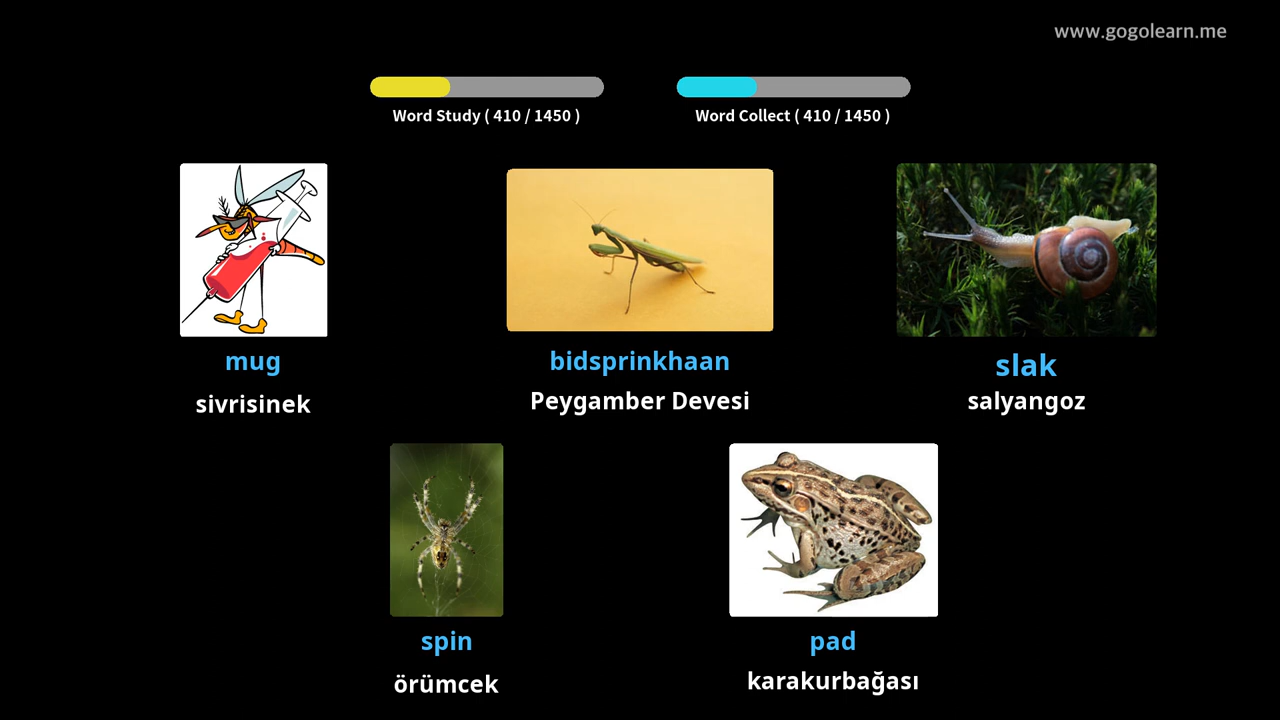 www.gogolearn.me
Word Study ( 410 / 1450 )
Word Collect ( 410 / 1450 )
mug
sivrisinek
bidsprinkhaan
Peygamber Devesi
slak
salyangoz
spin
örümcek
pad
karakurbağası